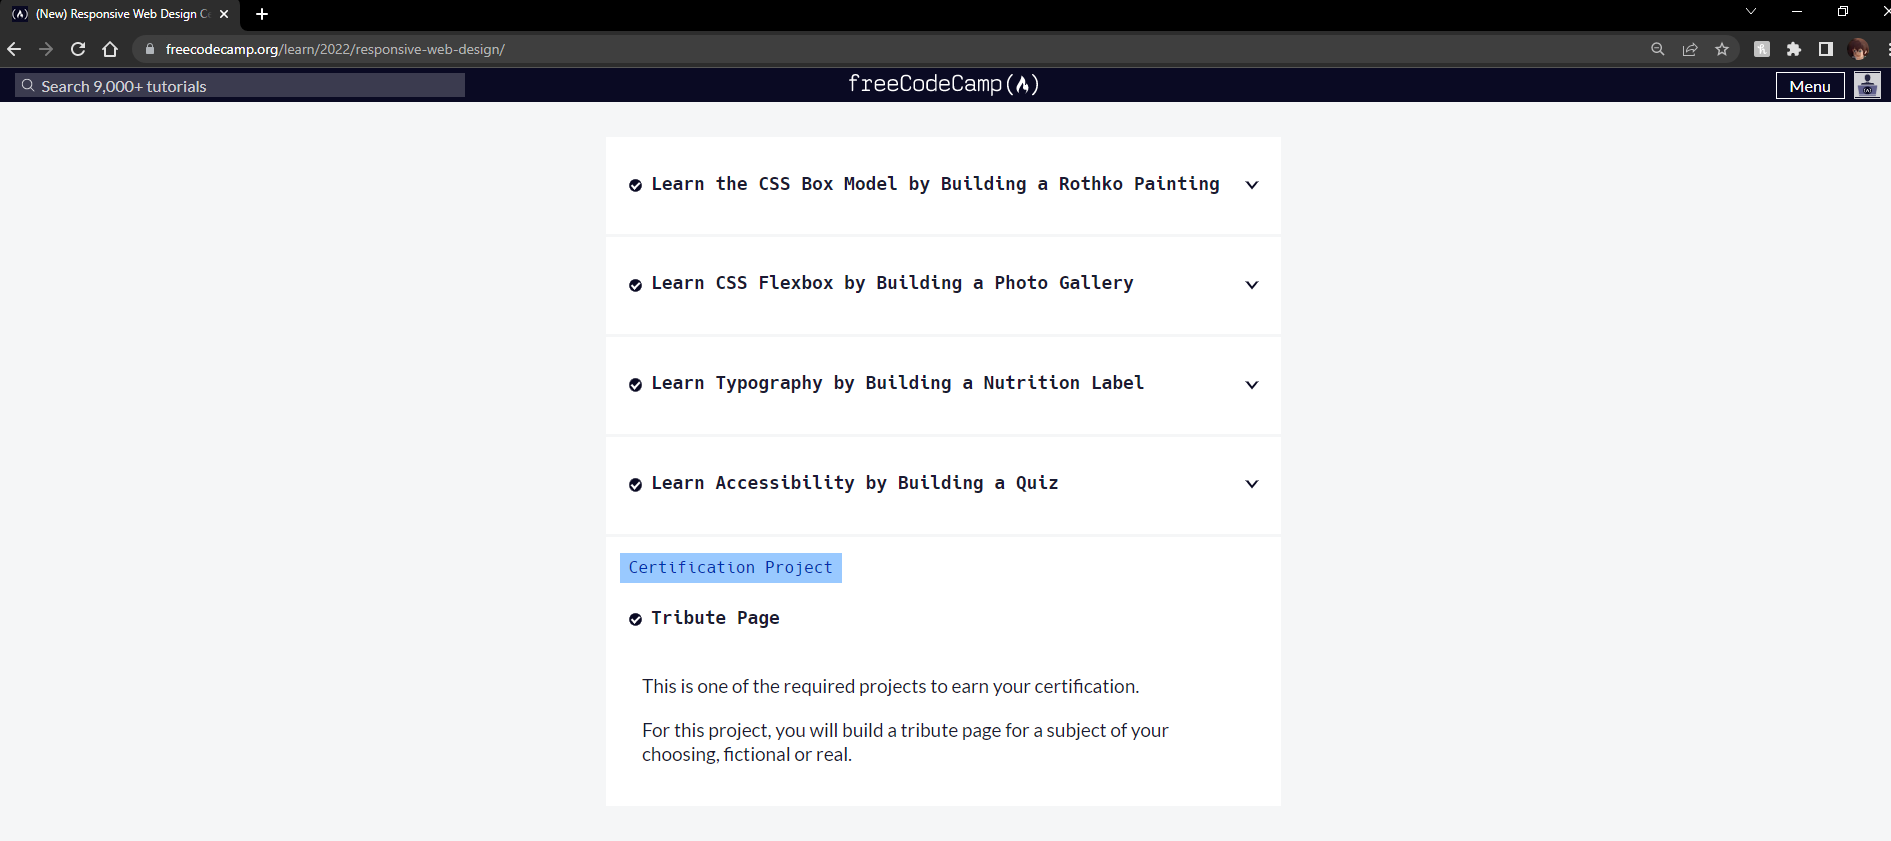 (New) Responsive Web Design C
freecodecamp.org/learn/2022/responsive-web-design/
Search 9,000+ tutorials
freeCodeCamp
Menu
Learn the CSS Box Model by Building a Rothko Painting
Learn CSS Flexbox by Building a Photo Gallery
Learn Typography by Building a Nutrition Label
Learn Accessibility by Building a Quiz
Certification Project
Tribute Page
This is one of the required projects to earn your certification.
For this project, you will build a tribute page for a subject of your
choosing, fictional or real.